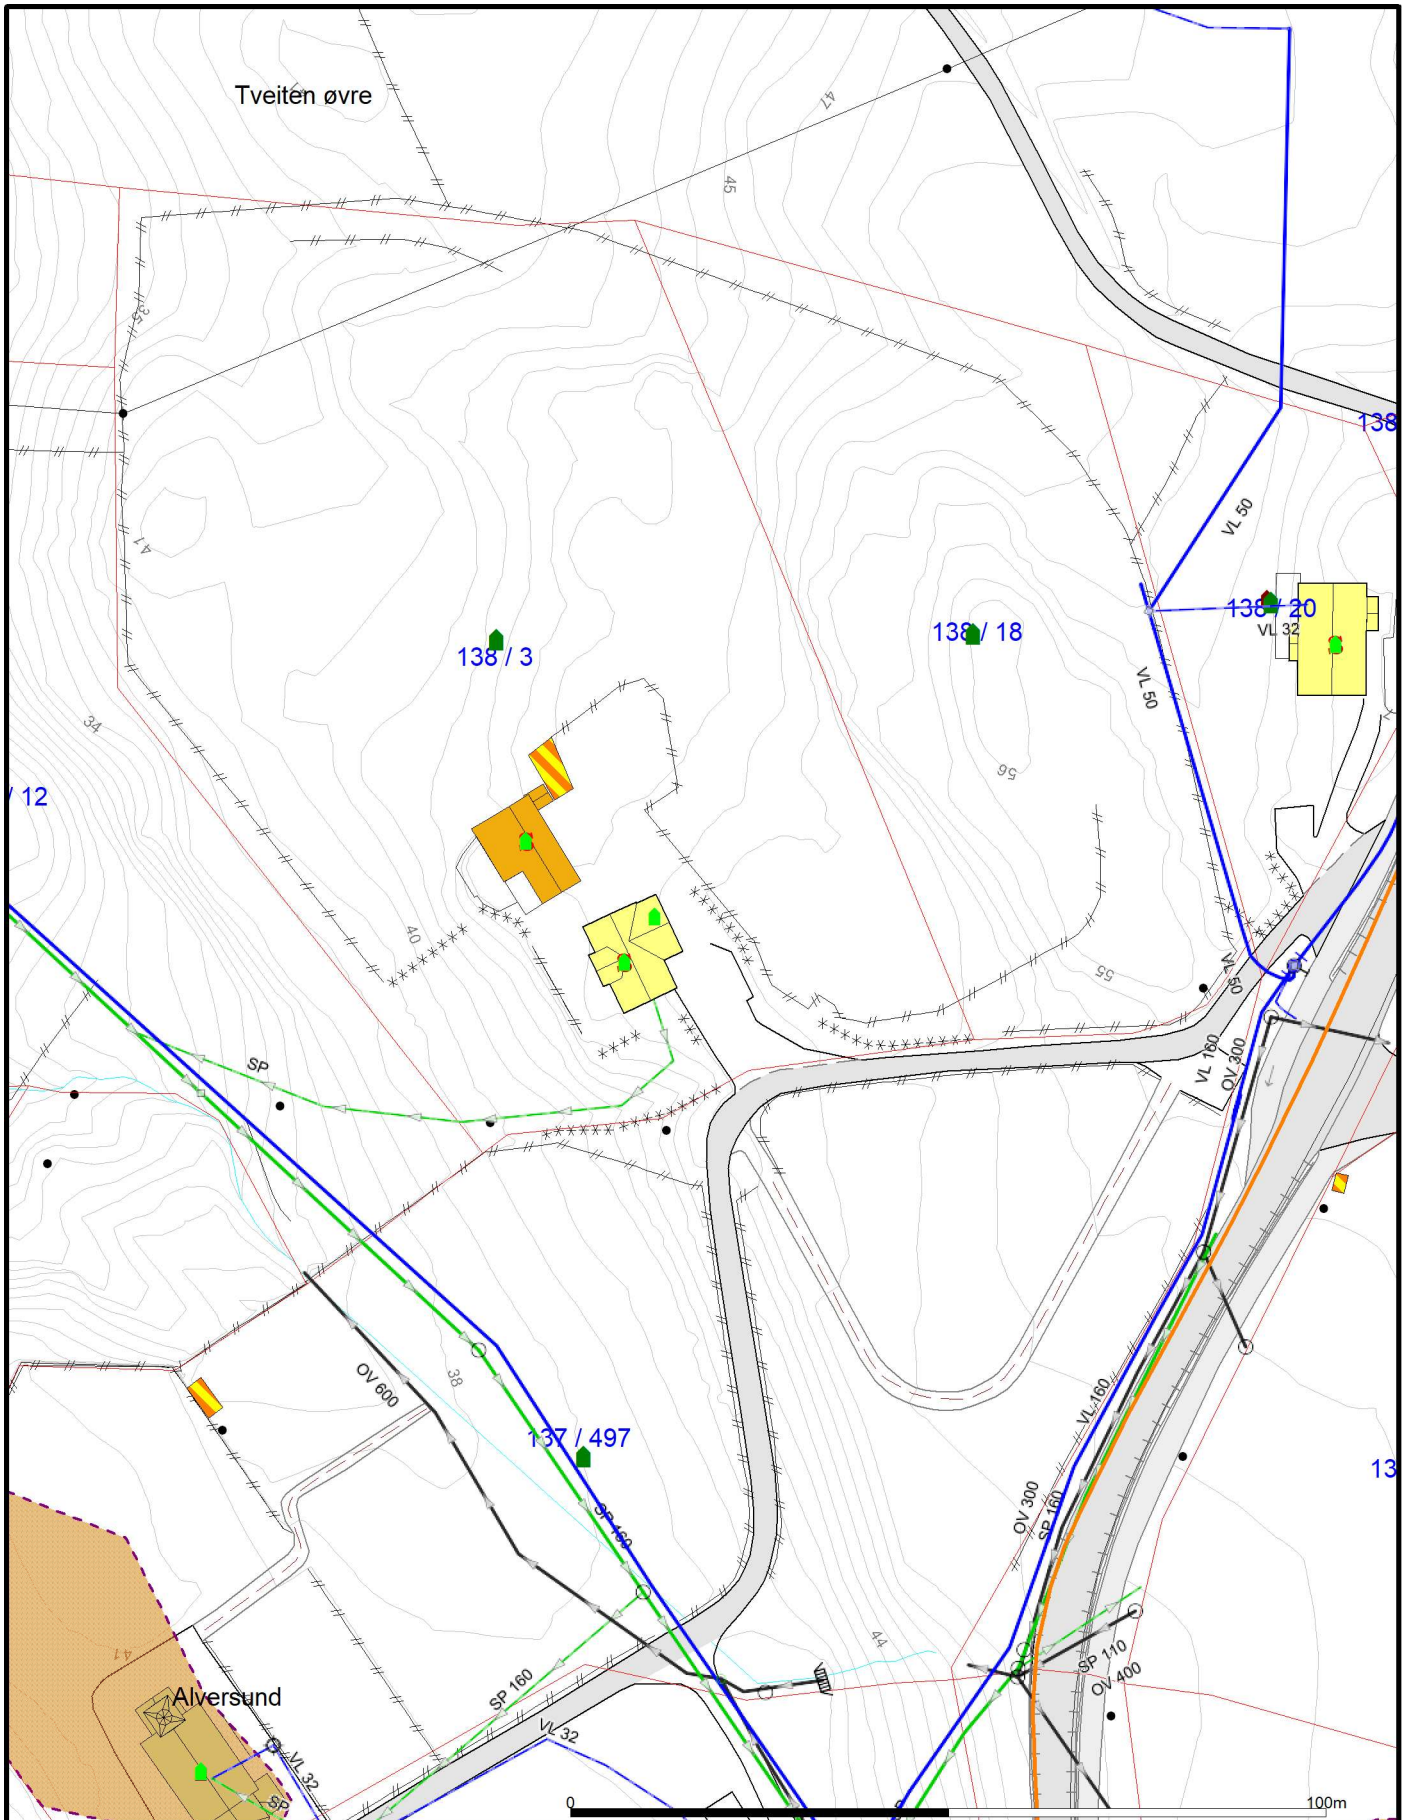 Tveiten øvre
47
45
35
138
VL 50
41
138 / 20
138 / 18
VL 32
138 / 3
VL 50
34
56
/ 12
40
55
VL 50
SP
VL 160
OV 300
OV 600
38
VL 160
137 / 497
13
SP 160
OV 300
SP 160
44
41
SP 110
OV 400
Alversund
SP 160
VL 32
VL 32
SP
0
100m